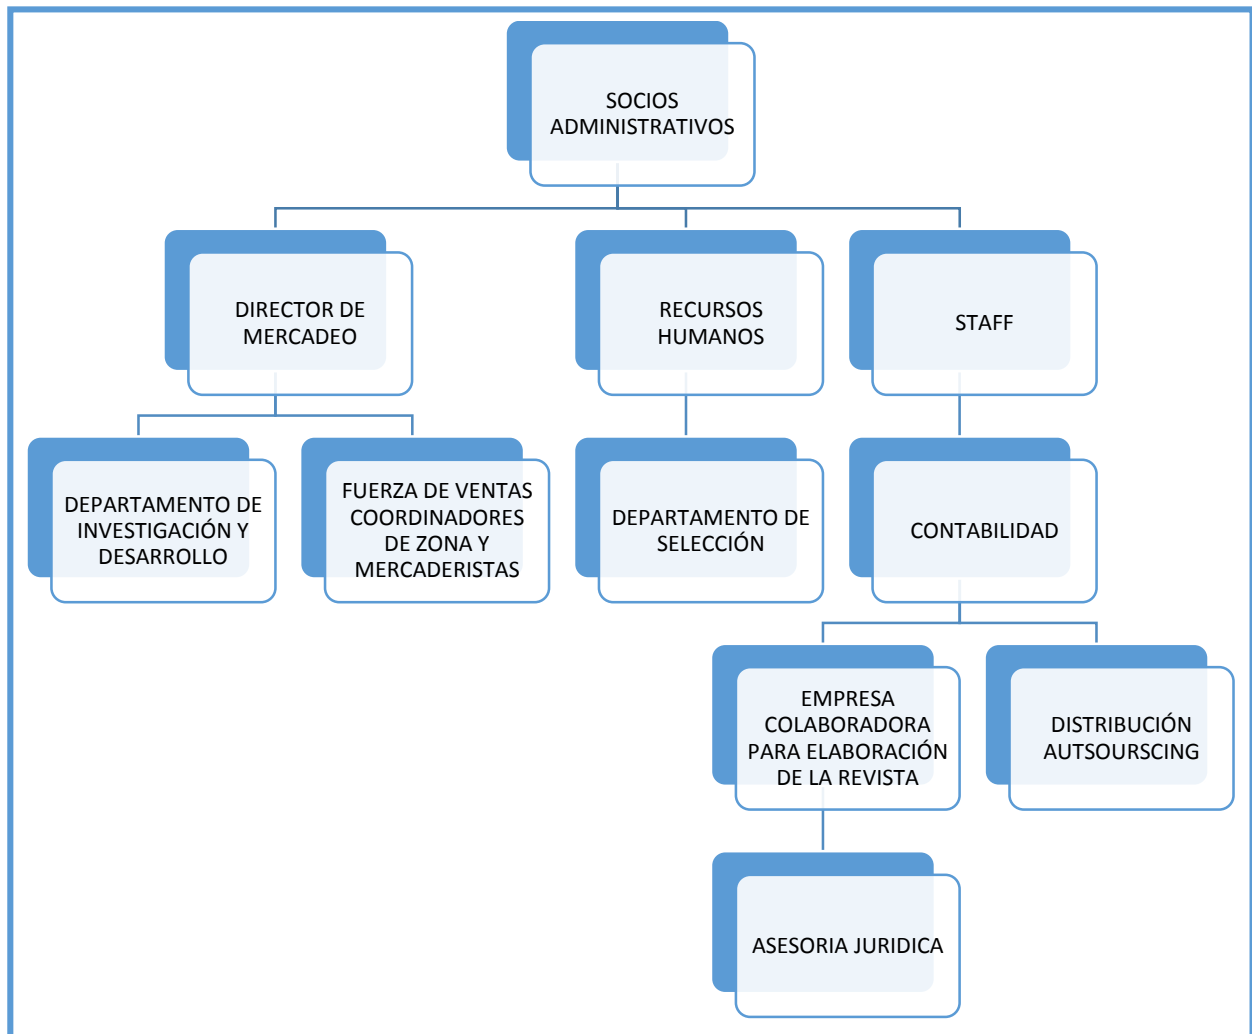 SOCIOS
ADMINISTRATIVOS
DIRECTOR DE
MERCADEO
RECURSOS
HUMANOS
STAFF
DEPARTAMENTO DE
INVESTIGACIÓN Y
DESARROLLO
FUERZA DE VENTAS
COORDINADORES
DE ZONA Y
MERCADERISTAS
DEPARTAMENTO DE
SELECCIÓN
CONTABILIDAD
EMPRESA
COLABORADORA
PARA ELABORACIÓN
DE LA REVISTA
DISTRIBUCIÓN
AUTSOURSCING
ASESORIA JURIDICA